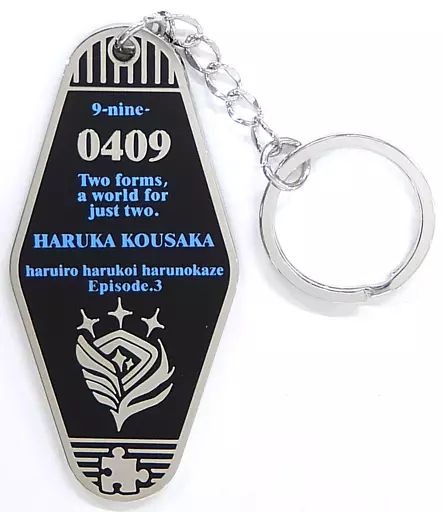 9-nine-
0409
Two forms,
a world for
just two.
HARUKA KOUSAKA
haruiro harukoi harunokaze
Episode.3